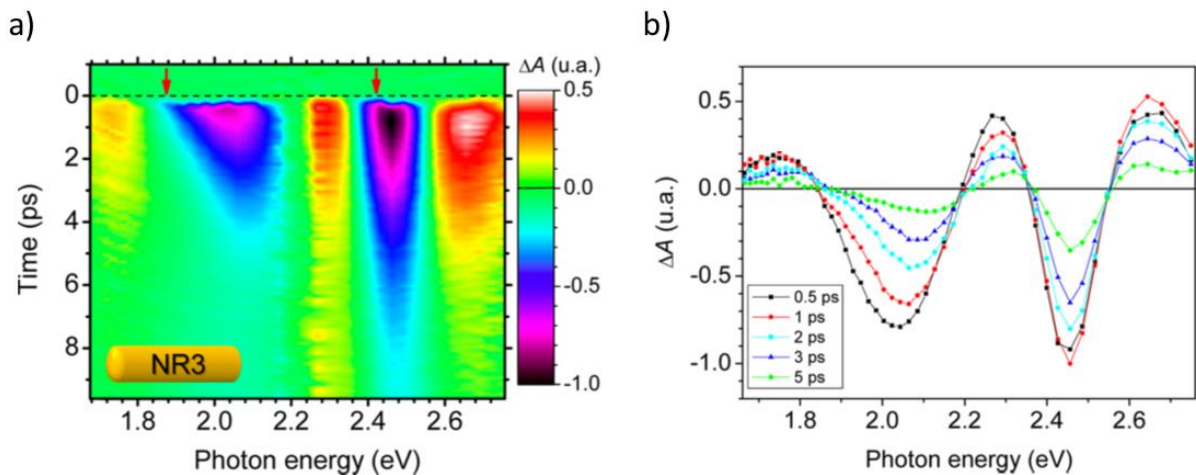 a)
b)
ΔA (u.a.)
0.5
0.0
-0.5
-1.0
0
2
4
6
8
Time (ps)
NR3
1.8 2.0 2.2 2.4 2.6
Photon energy (eV)
ΔA (u.a.)
0.5
0.0
-0.5
-1.0
0.5 ps
1 ps
2 ps
3 ps
5 ps
1.8 2.0 2.2 2.4 2.6
Photon energy (eV)